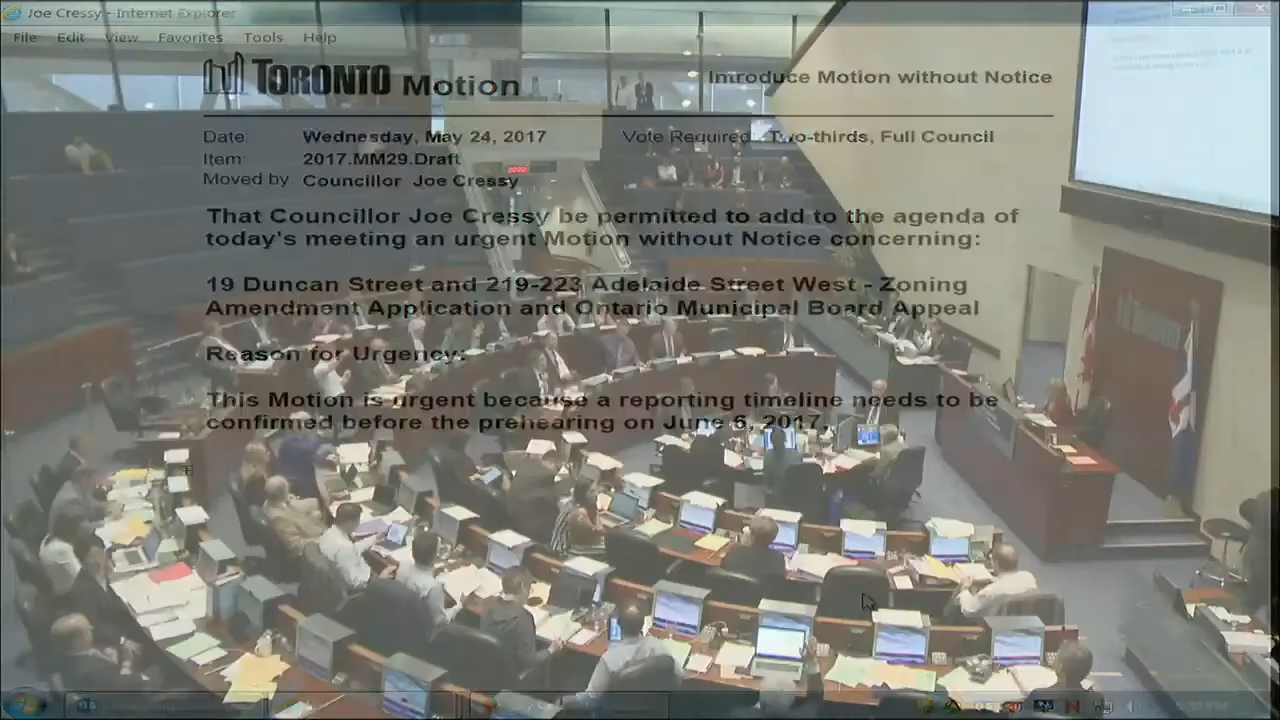 Joe Cressy - Internet Explorer
File Edit View Favorites Tools Help
TORONTO Motion
Introduce Motion without Notice
Date: Wednesday, May 24, 2017 Vote Required: Two-thirds, Full Council
Item: 2017.MM29.Draft
Moved by Councillor Joe Cressy
That Councillor Joe Cressy be permitted to add to the agenda of
today's meeting an urgent Motion without Notice concerning:
19 Duncan Street and 219-223 Adelaide Street West - Zoning
Amendment Application and Ontario Municipal Board Appeal
Reason for Urgency:
This Motion is urgent because a reporting timeline needs to be
confirmed before the prehearing on June 6, 2017.